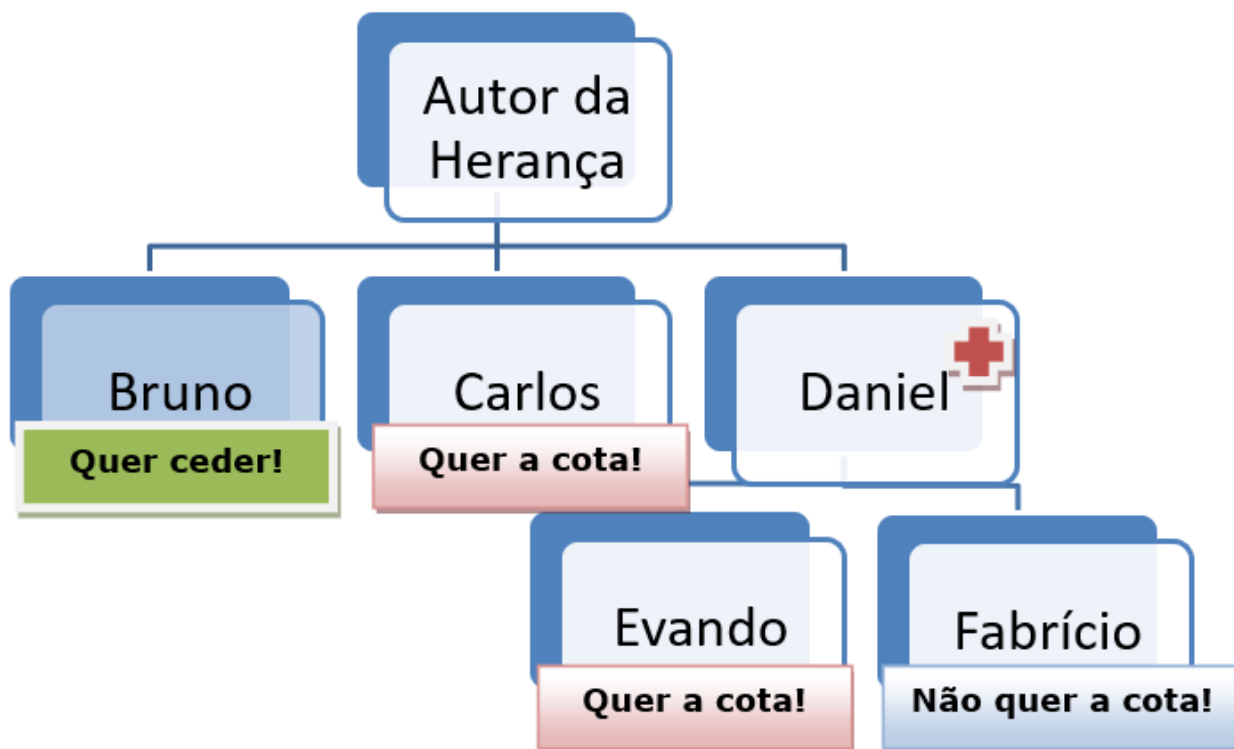 Autor da
Herança
Bruno
Quer ceder!
Carlos
Quer a cota!
Daniel
Evando
Quer a cota!
Fabrício
Não quer a cota!